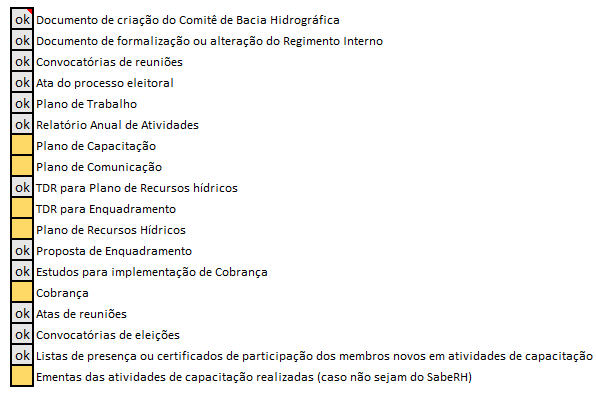 ok Documento de criação do Comitê de Bacia Hidrográfica
ok Documento de formalização ou alteração do Regimento Interno
ok Convocatórias de reuniões
ok Ata do processo eleitoral
ok Plano de Trabalho
ok Relatório Anual de Atividades
Plano de Capacitação
Plano de Comunicação
ok TDR para Plano de Recursos hídricos
TDR para Enquadramento
Plano de Recursos Hídricos
ok Proposta de Enquadramento
ok Estudos para implementação de Cobrança
Cobrança
ok Atas de reuniões
ok Convocatórias de eleições
ok Listas de presença ou certificados de participação dos membros novos em atividades de capacitação
Ementas das atividades de capacitação realizadas (caso não sejam do SabeRH)